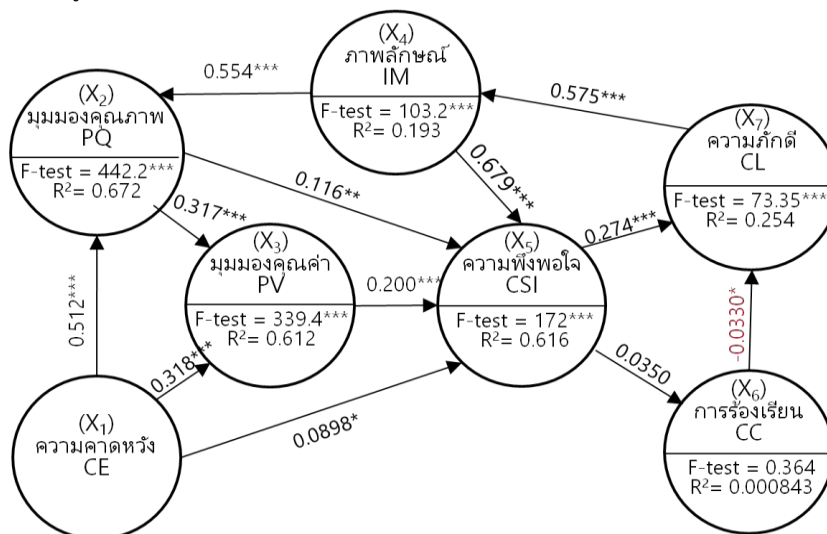 (X4)
ภาพลักษณ์
IM
F-test = 103.2***
R²= 0.193
0.554***
0.575***
(X2)
มุมมองคุณภาพ
PQ
F-test = 442.2***
R²= 0.672
(X7)
ความภักดี
CL
F-test = 73.35***
R²= 0.254
0.679***
0.116**
0.317***
(X3)
มุมมองคุณค่า
PV
F-test = 339.4***
R²= 0.612
0.200***
(X5)
ความพึงพอใจ
CSI
F-test = 172***
R²= 0.616
0.274***
0.512***
0.318***
-0.0330*
0.0350
0.0898*
(X1)
ความคาดหวัง
CE
(X6)
การร้องเรียน
CC
F-test = 0.364
R²= 0.000843